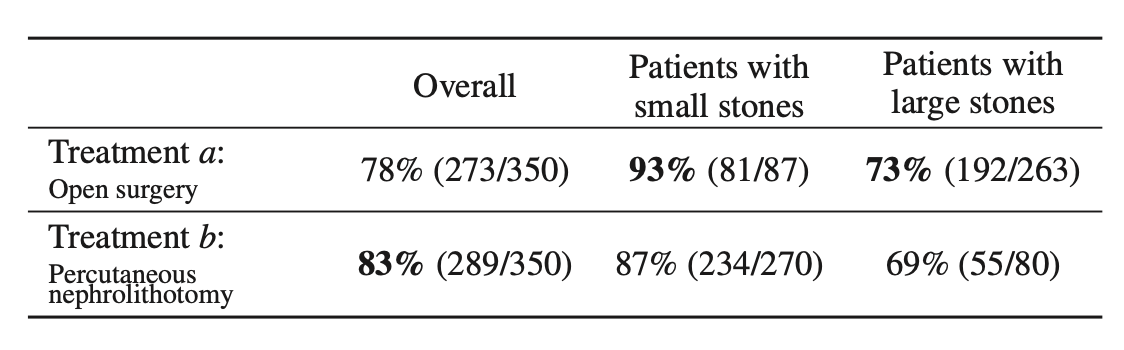 Overall
Patients with
small stones
Patients with
large stones
Treatment a:
Open surgery
78% (273/350)
93% (81/87)
73% (192/263)
Treatment b:
Percutaneous
nephrolithotomy
83% (289/350)
87% (234/270)
69% (55/80)